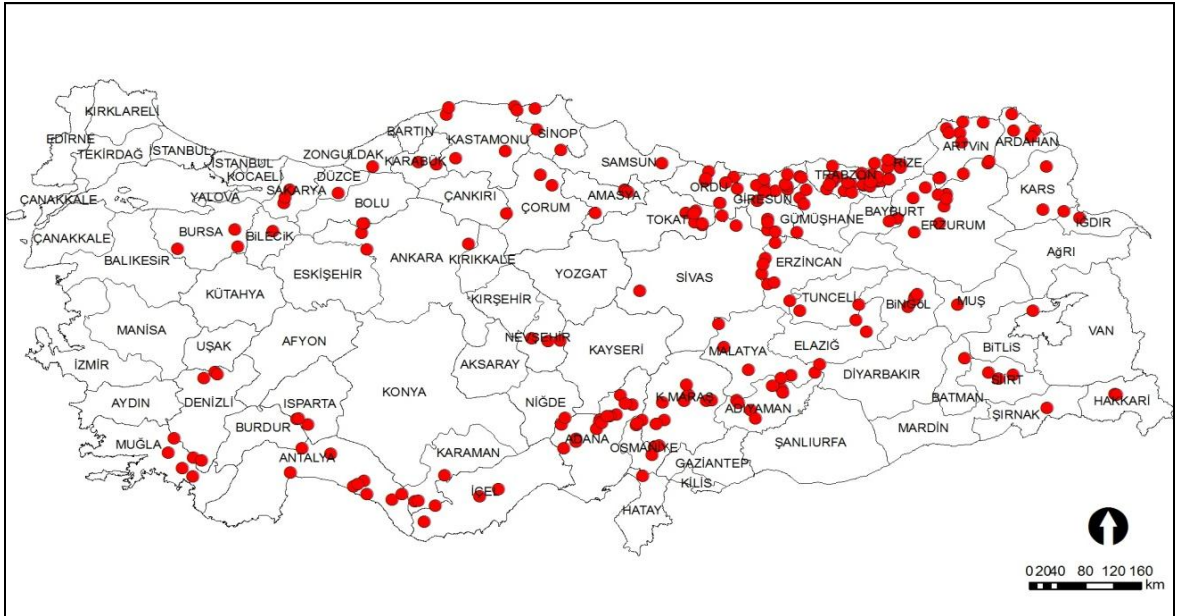 KIRKLARELİ
EDİRNE
TEKİRDAĞ
İSTANBUL
İSTANBUL
KOCAELİ
YALOVA
SAKARYA
DÜZCE
ZONGULDAK
BARTIN
KARABÜK
KASTAMONU
SİNOP
SAMSUN
ORDU
GİRESUN
TRABZON
RİZE
ARTVİN
ARDAHAN
ÇANAKKALE
ÇANAKKALE
BALIKESİR
BURSA
BİLECİK
BOLU
ÇANKIRI
ÇORUM
AMASYA
TOKAT
GÜMÜŞHANE
BAYBURT
ERZURUM
KARS
IĞDIR
AğRI
KÜTAHYA
ESKİŞEHİR
ANKARA
KIRIKKALE
YOZGAT
SİVAS
ERZİNCAN
MANİSA
UŞAK
AFYON
KIRŞEHİR
NEVŞEHİR
KAYSERİ
MALATYA
TUNCELİ
ELAZIĞ
BİNGöL
MUŞ
BİTLİS
VAN
İZMİR
AYDIN
DENİZLİ
ISPARTA
BURDUR
KONYA
AKSARAY
NİĞDE
K.MARAŞ
ADIYAMAN
DİYARBAKIR
BATMAN
SİİRT
ŞIRNAK
HAKKARİ
MUĞLA
ANTALYA
KARAMAN
İÇEL
ADANA
OSMANİYE
GAZİANTEP
KİLİS
HATAY
ŞANLIURFA
MARDİN
0 20 40 80 120 160
km